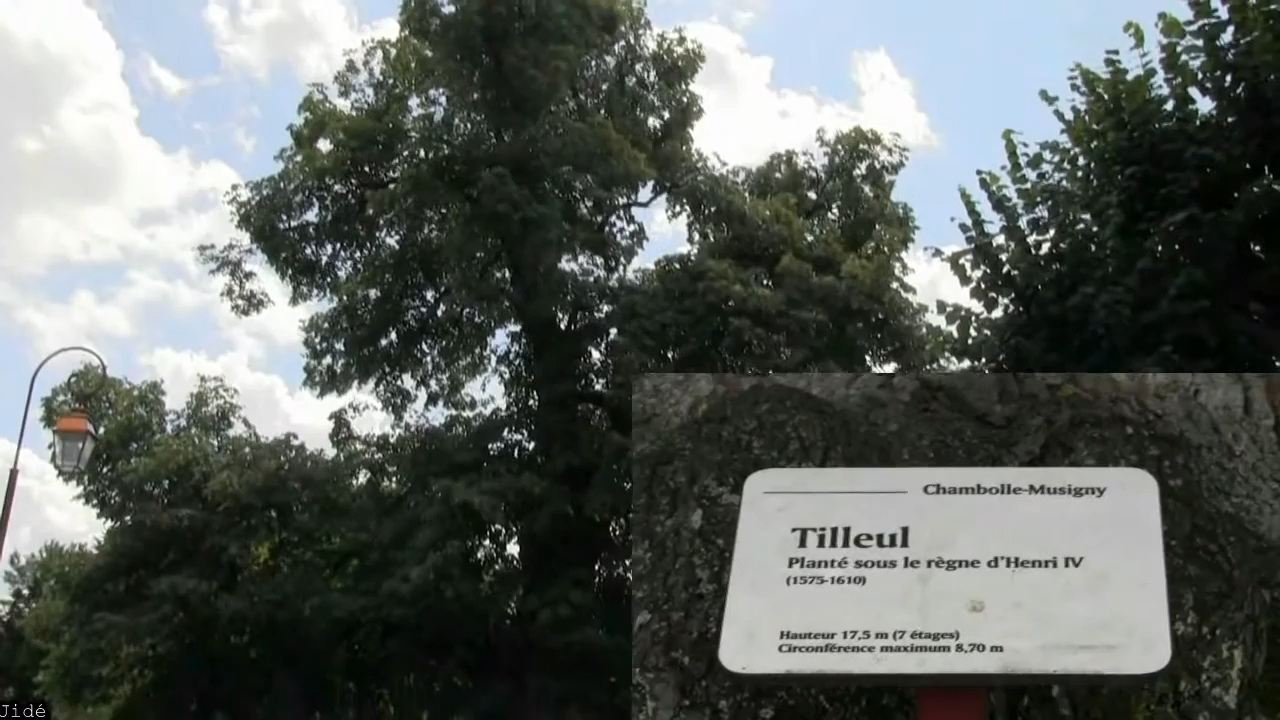 Chambolle-Musigny
Tilleul
Planté sous le règne d'Henri IV
(1575-1610)
Hauteur 17,5 m (7 étages)
Circonférence maximum 8,70 m
Jidé